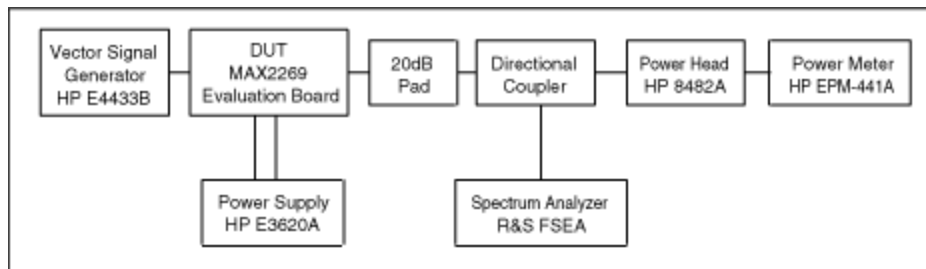 Vector Signal
Generator
HP E4433B
DUT
MAX2269
Evaluation Board
20dB
Pad
Directional
Coupler
Power Head
HP 8482A
Power Meter
HP EPM-441A
Power Supply
HP E3620A
Spectrum Analyzer
R&S FSEA